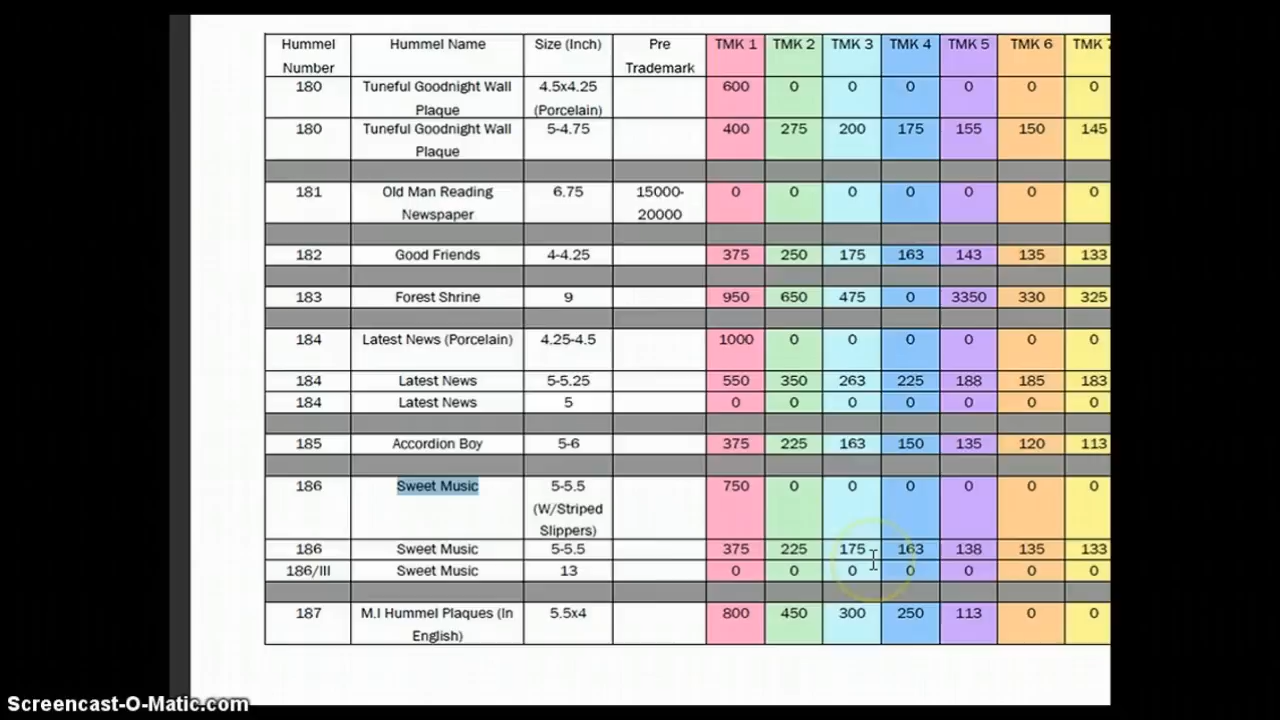 Hummel Number Hummel Name Size (Inch) Pre Trademark TMK 1 TMK 2 TMK 3 TMK 4 TMK 5 TMK 6 TMK 7
180 Tuneful Goodnight Wall Plaque 4.5x4.25 (Porcelain) 600 0 0 0 0 0 0
180 Tuneful Goodnight Wall Plaque 5-4.75 400 275 200 175 155 150 145
181 Old Man Reading Newspaper 6.75 15000-20000 0 0 0 0 0 0 0
182 Good Friends 4-4.25 375 250 175 163 143 135 133
183 Forest Shrine 9 950 650 475 0 3350 330 325
184 Latest News (Porcelain) 4.25-4.5 1000 0 0 0 0 0 0
184 Latest News 5-5.25 550 350 263 225 188 185 183
184 Latest News 5 0 0 0 0 0 0 0
185 Accordion Boy 5-6 375 225 163 150 135 120 113
186 Sweet Music 5-5.5 (W/Striped Slippers) 750 0 0 0 0 0 0
186 Sweet Music 5-5.5 375 225 175 163 138 135 133
186/III Sweet Music 13 0 0 0 0 0 0 0
187 M.I Hummel Plaques (In English) 5.5x4 800 450 300 250 113 0 0
Screencast-O-Matic.com